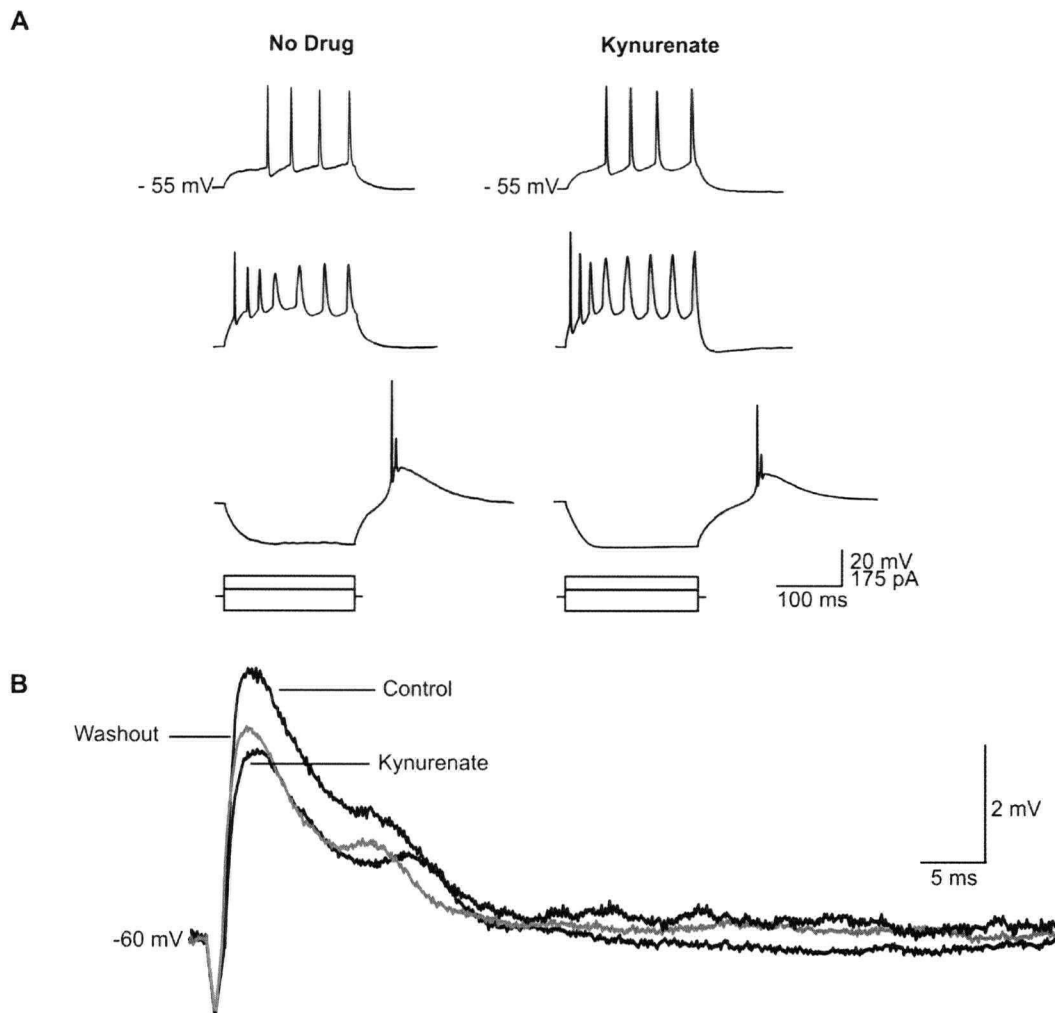 A
No Drug
Kynurenate
- 55 mV
- 55 mV
20 mV
175 pA
100 ms
B
Control
Washout
Kynurenate
2 mV
5 ms
-60 mV